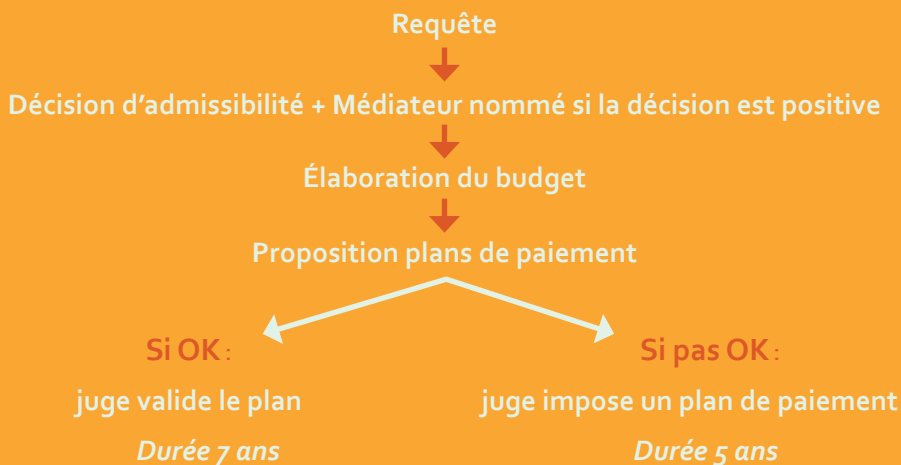 Requête
Décision d'admissibilité + Médiateur nommé si la décision est positive
Élaboration du budget
Proposition plans de paiement
Si OK :
juge valide le plan
Durée 7 ans
Si pas OK :
juge impose un plan de paiement
Durée 5 ans